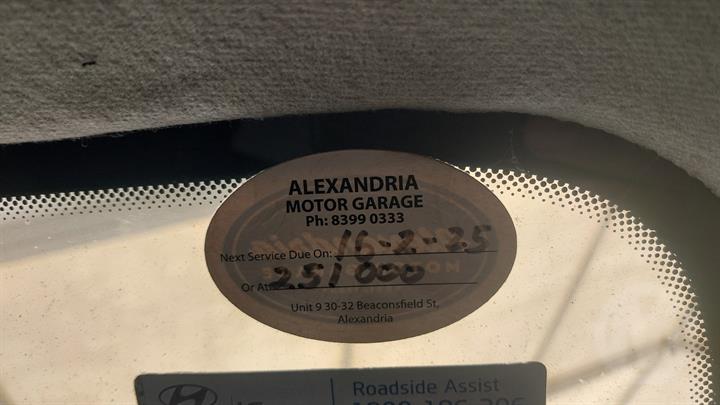 ALEXANDRIA
MOTOR GARAGE
Ph: 8399 0333
Next Service Due On: 16-2-25
Or At: 251000
Unit 9 30-32 Beaconsfield St,
Alexandria
Roadside Assist